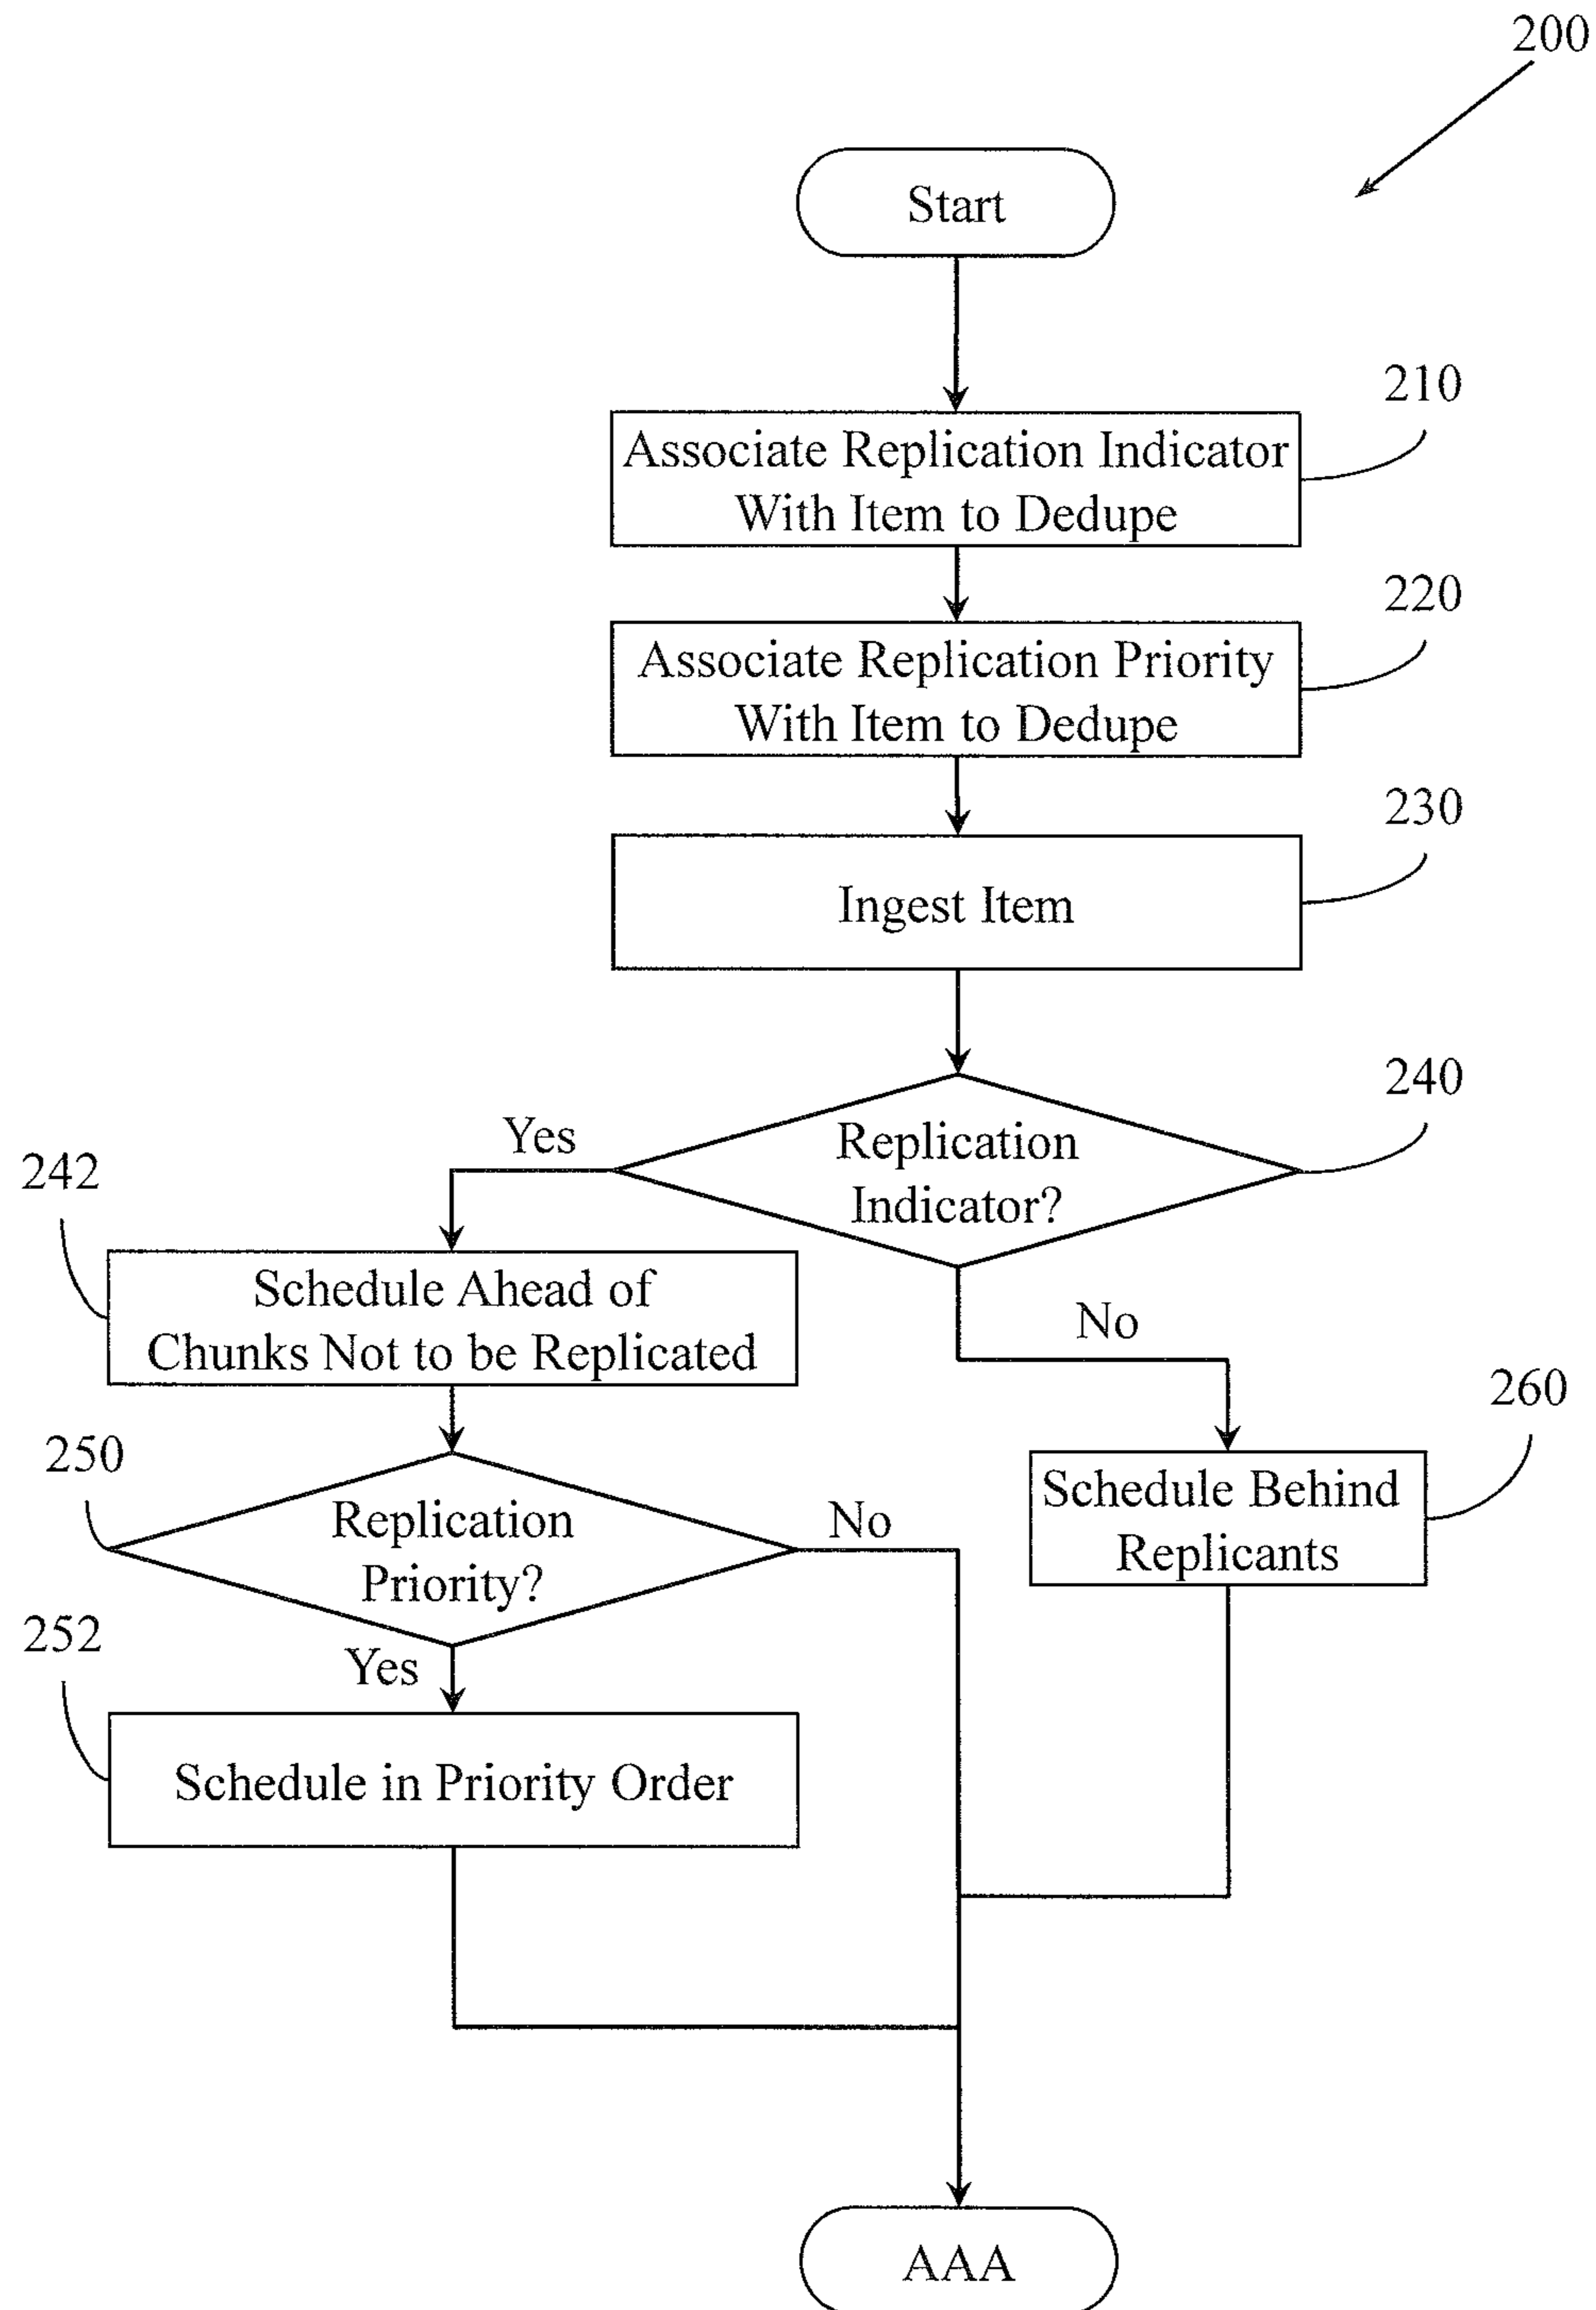 200
Start
210
Associate Replication Indicator
With Item to Dedupe
220
Associate Replication Priority
With Item to Dedupe
230
Ingest Item
240
Replication
Indicator?
Yes
242
Schedule Ahead of
Chunks Not to be Replicated
No
260
Schedule Behind
Replicants
250
Replication
Priority?
No
Yes
252
Schedule in Priority Order
AAA